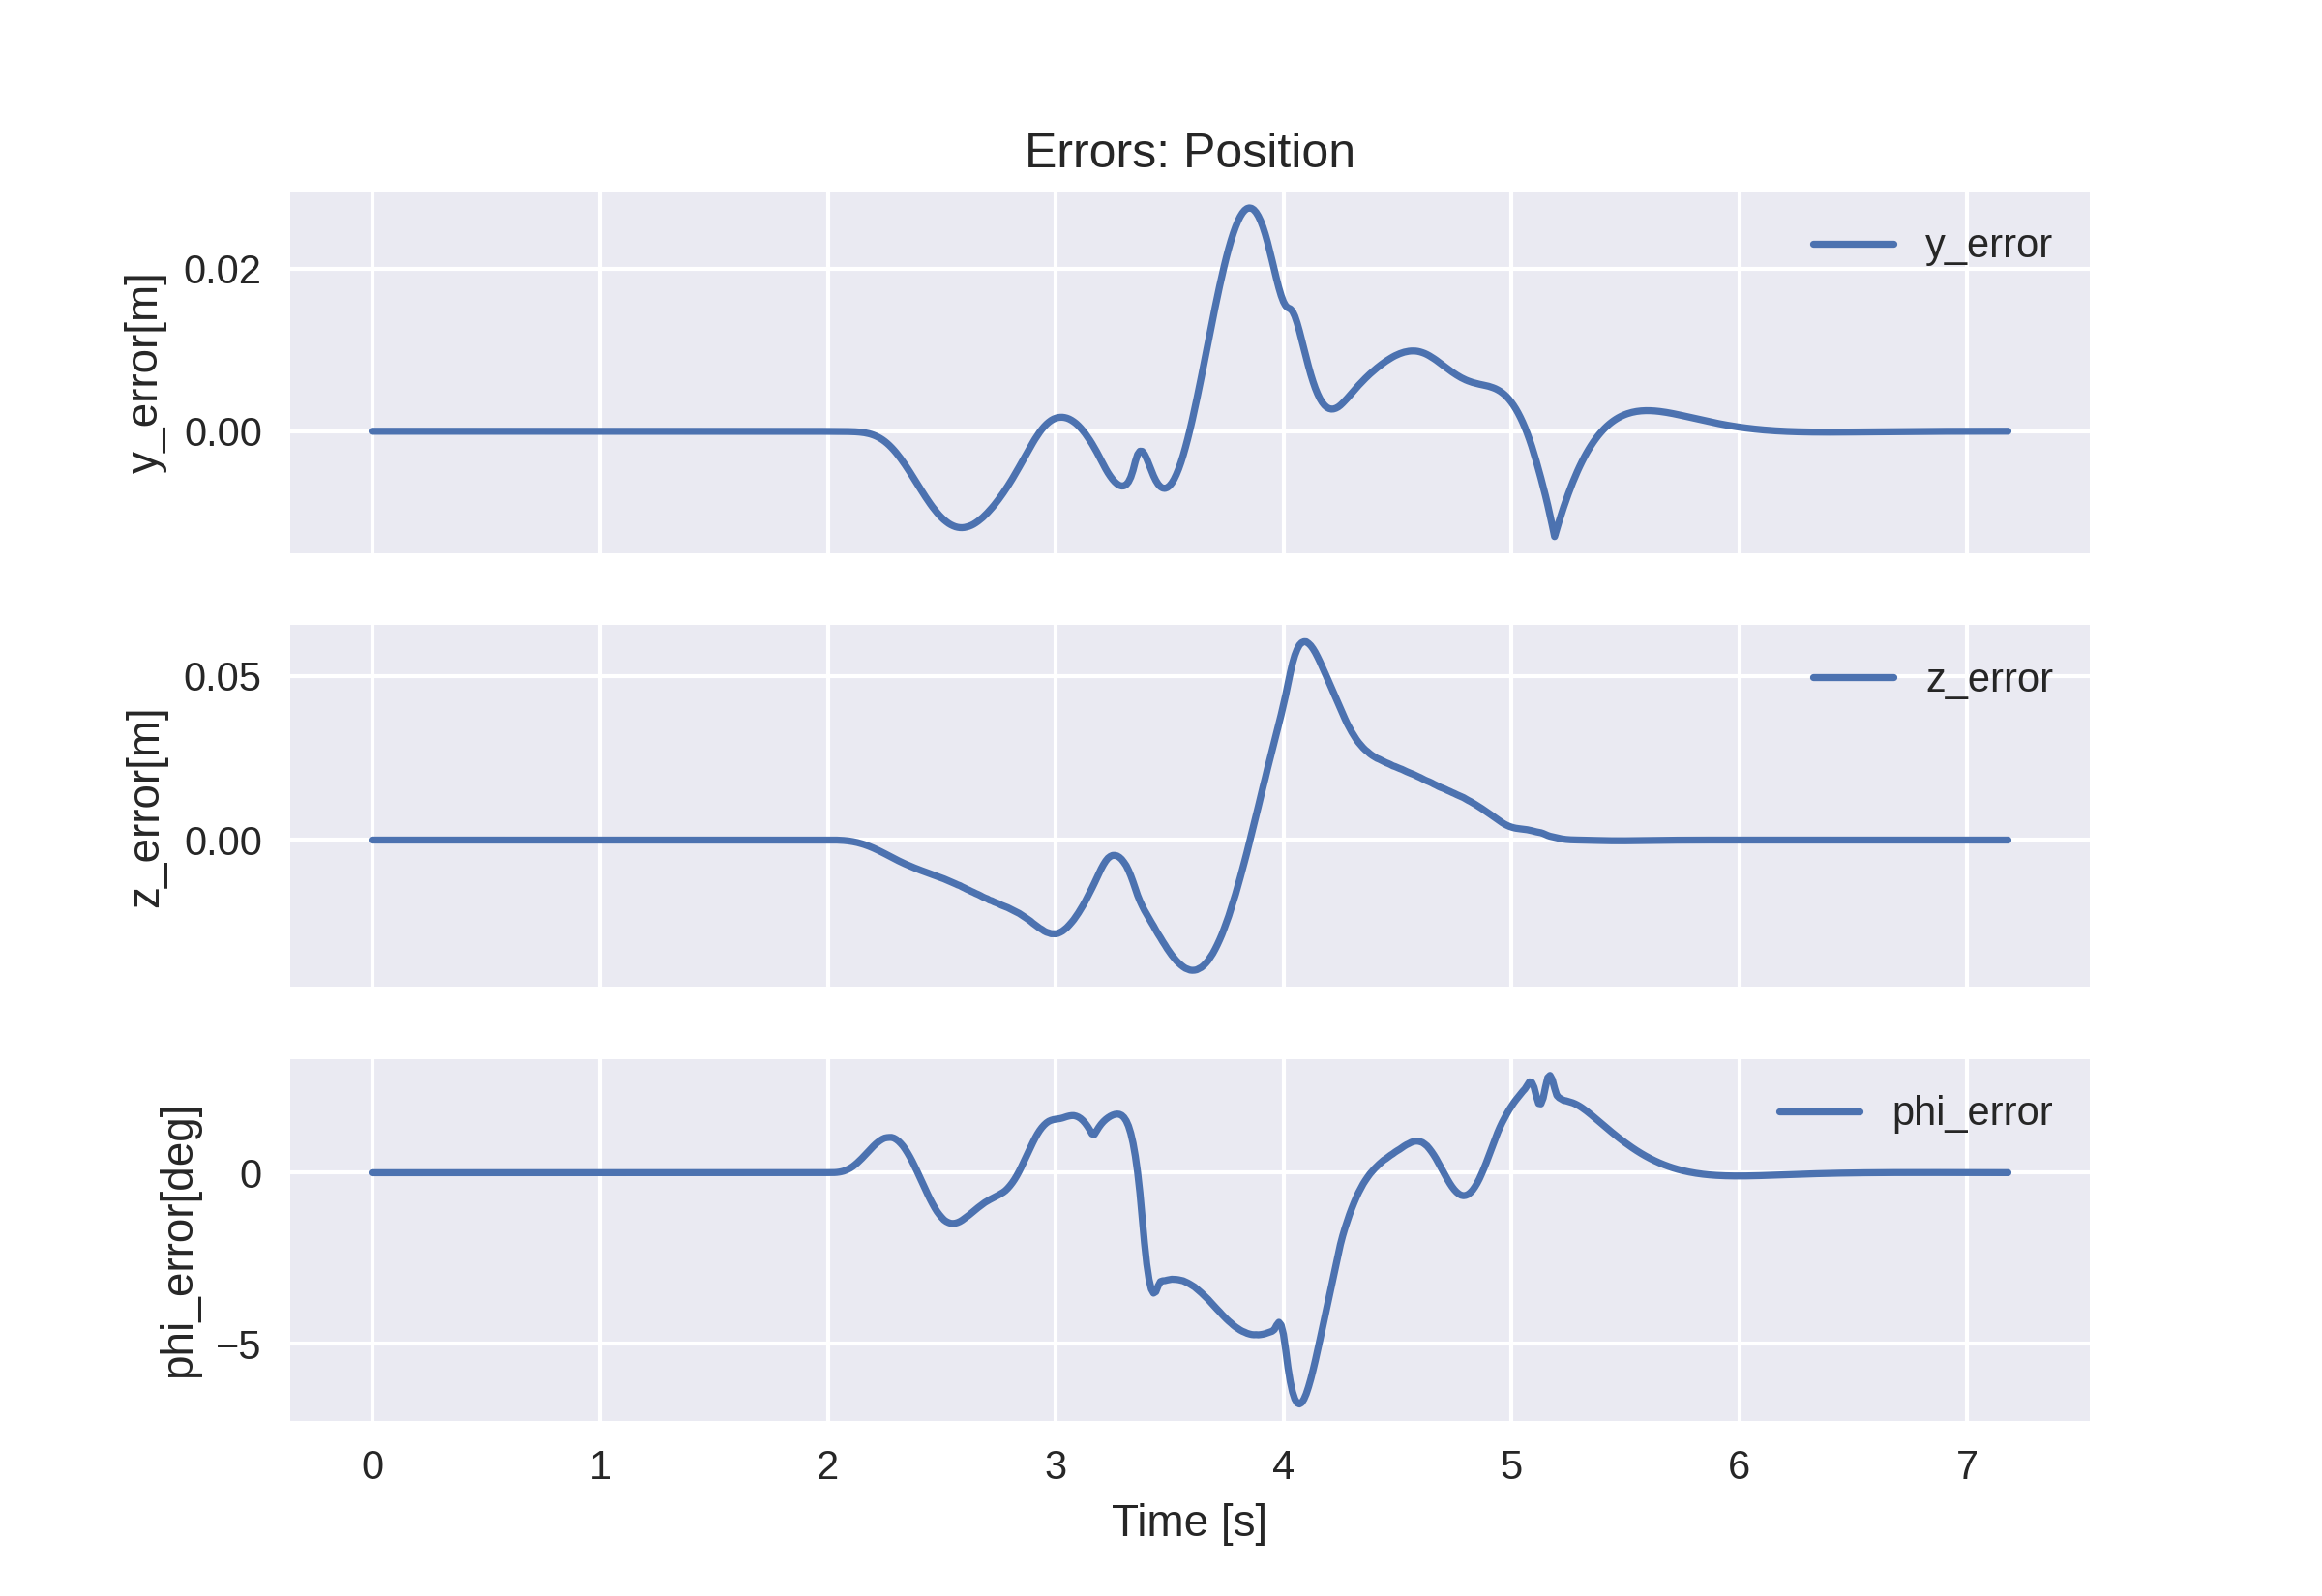 Errors: Position
y_error[m]
0.02
0.00
y_error
z_error[m]
0.05
0.00
z_error
phi_error[deg]
0
−5
phi_error
0 1 2 3 4 5 6 7
Time [s]